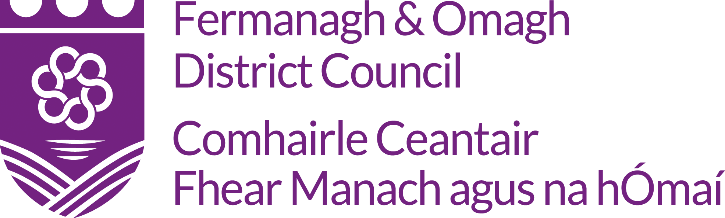 Fermanagh & Omagh
District Council
Comhairle Ceantair
Fhear Manach agus na hÓmaí